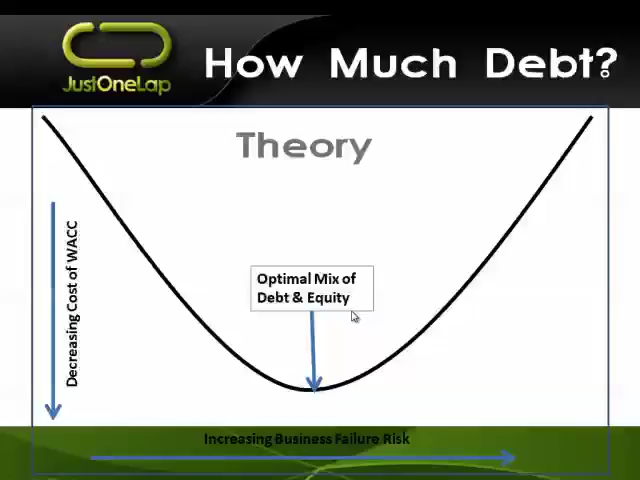 JustOneLap
How Much Debt?
Theory
Decreasing Cost of WACC
Optimal Mix of
Debt & Equity
Increasing Business Failure Risk